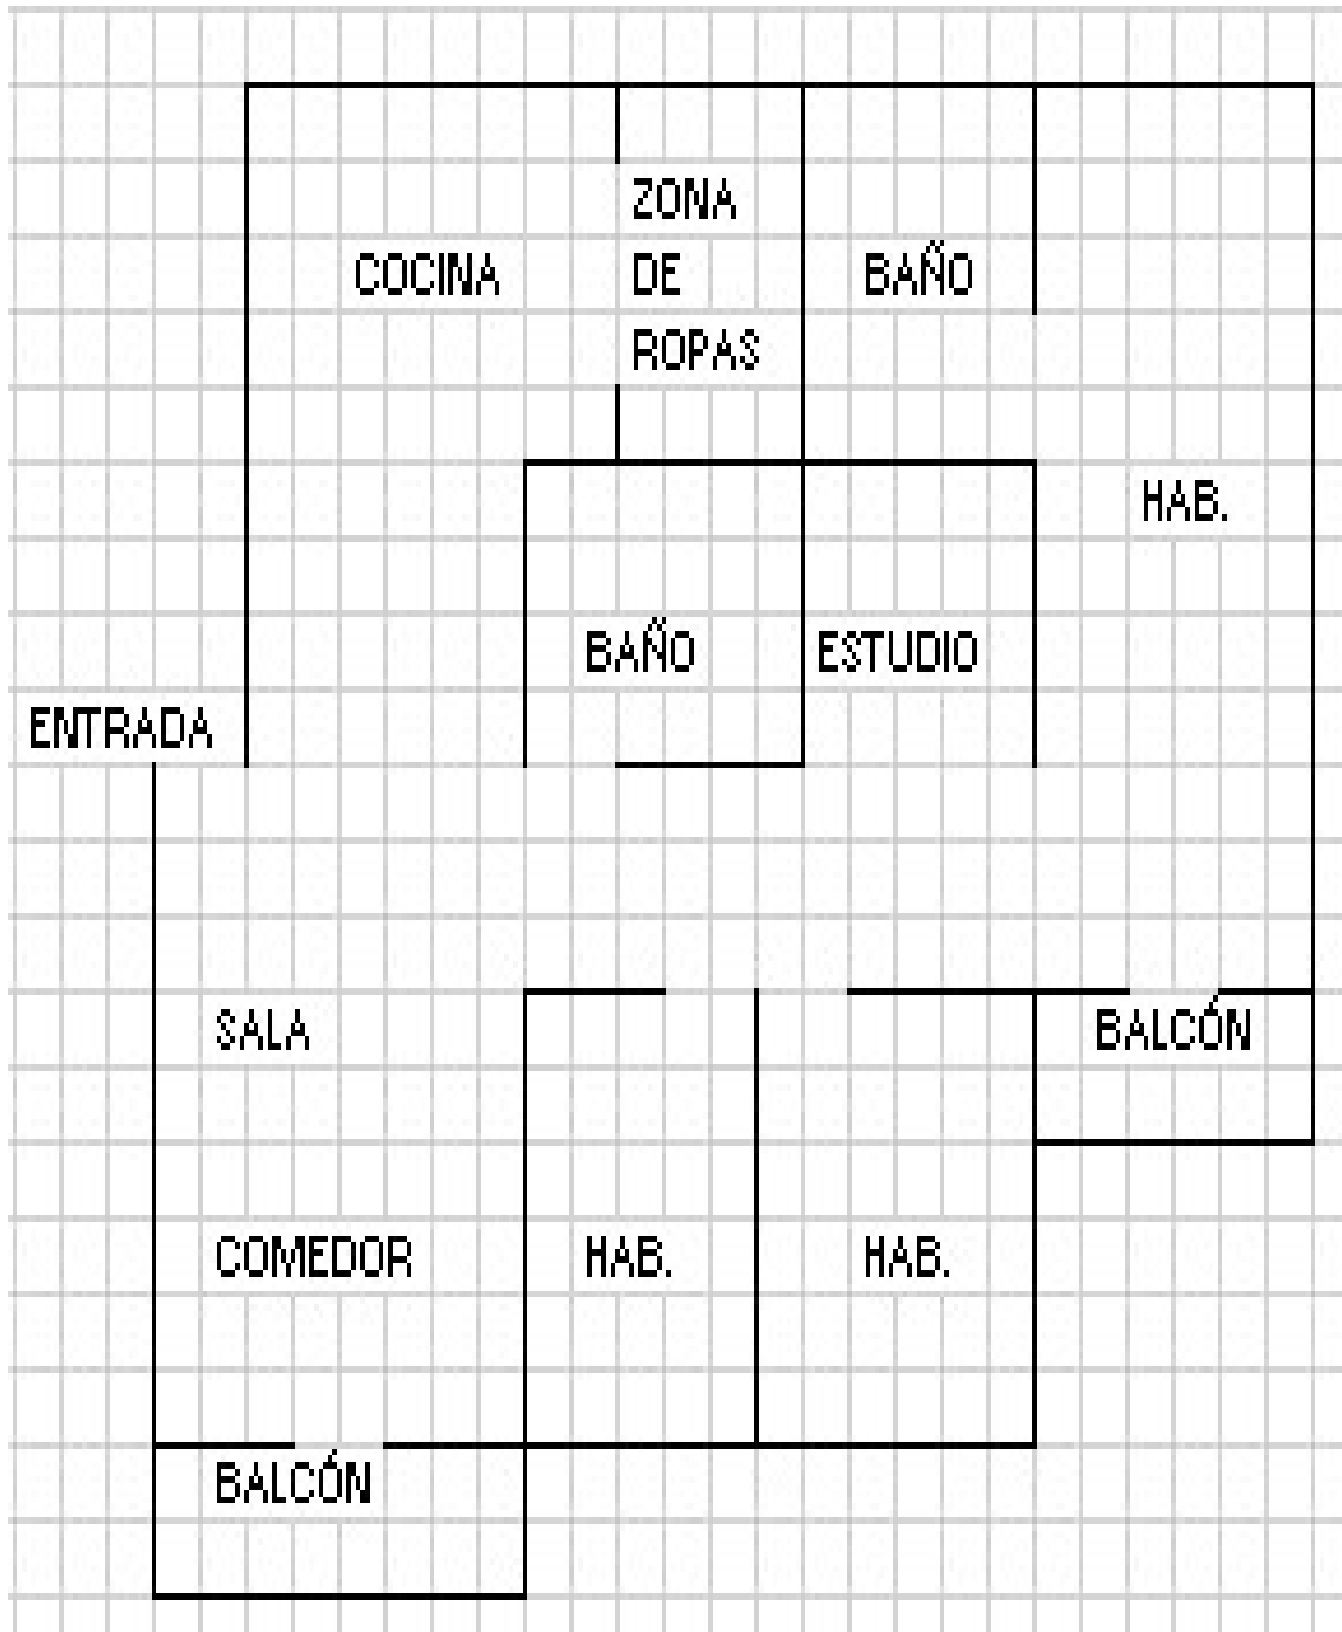 ZONA
COCINA DE BAÑO
ROPAS
HAB.
BAÑO ESTUDIO
ENTRADA
SALA BALCÓN
COMEDOR HAB. HAB.
BALCÓN